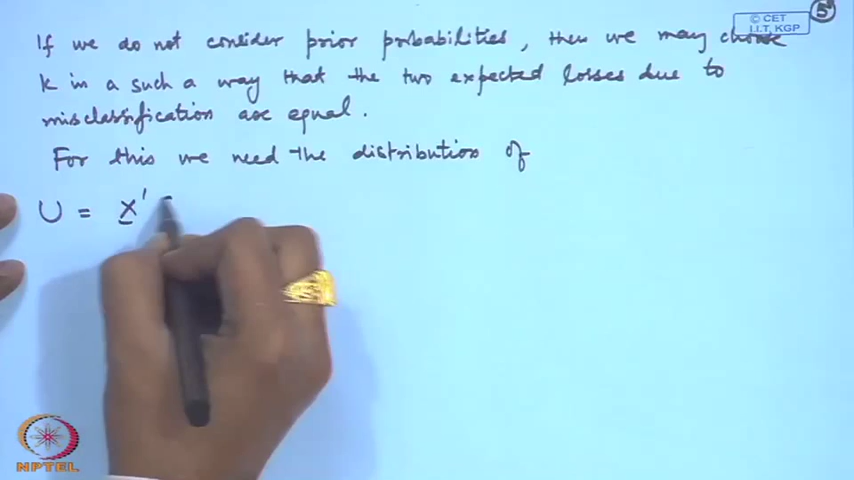 © CET
I.I.T, KGP
5
If we do not consider prior probabilities, then we may choose
k in a such a way that the two expected losses due to
misclassification are equal.
For this we need the distribution of
U = X'
NPTEL